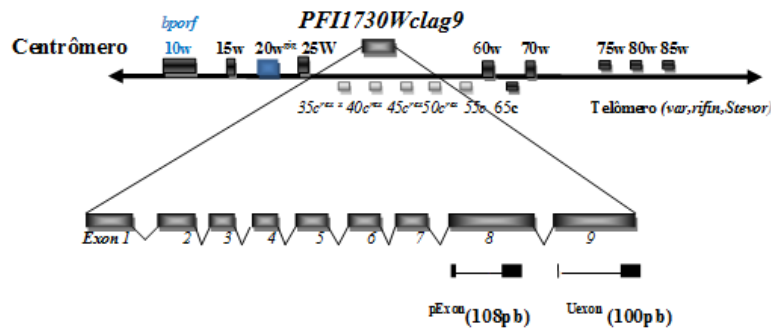 bporf PFI1730Wclag9
Centrômero 10w 15w 20w 25W 60w 70w 75w 80w 85w
35c 40c 45c 50c 55c 65c Telômero (var,rifin,Stevor)
Exon 1 2 3 4 5 6 7 8 9
pExon (108pb) Uexon (100pb)